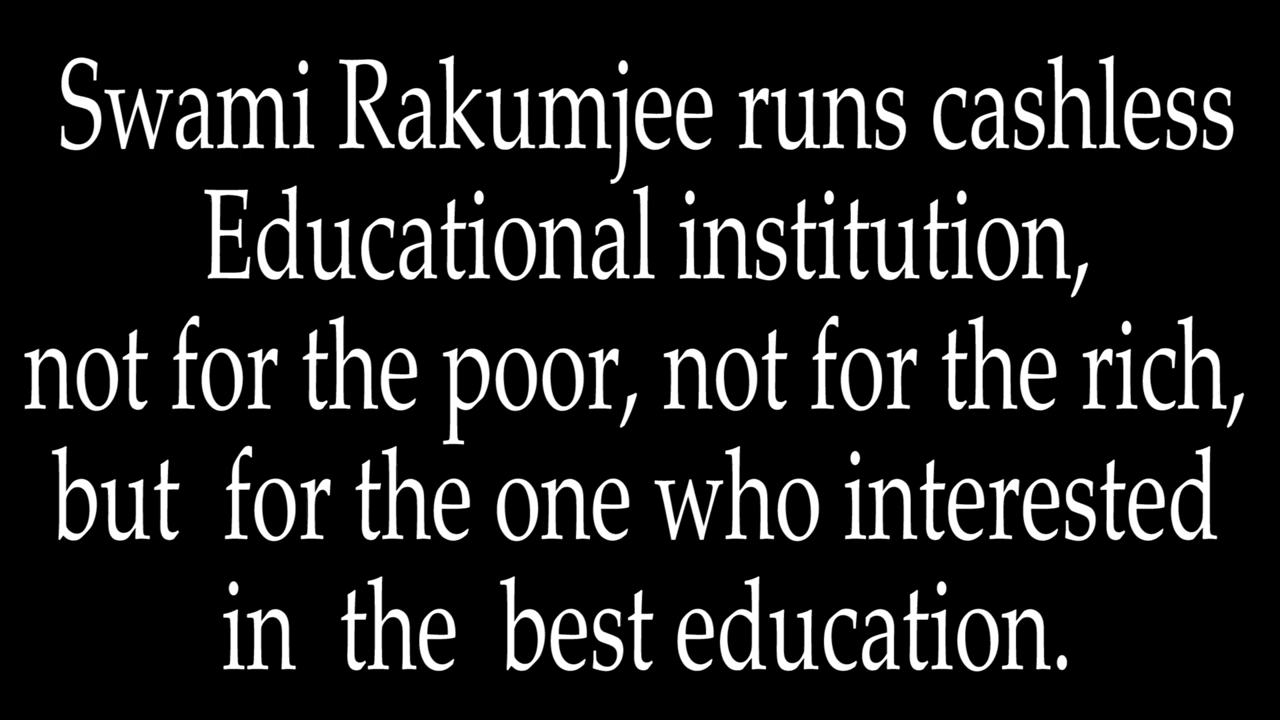 Swami Rakumjee runs cashless
Educational institution,
not for the poor, not for the rich,
but for the one who interested
in the best education.